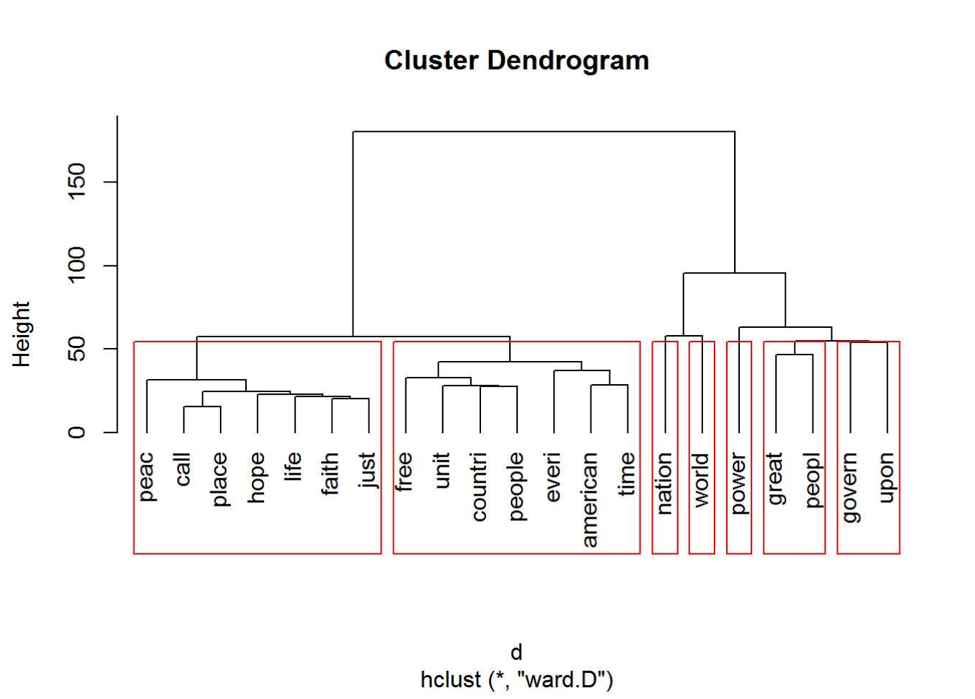 Cluster Dendrogram
Height
0
50
100
150
peac
call
place
hope
life
faith
just
free
unit
countri
people
everi
american
time
nation
world
power
great
peopl
govern
upon
d
hclust (*, "ward.D")